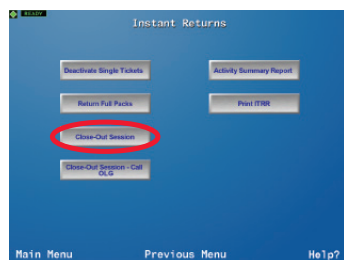 READY
Instant Returns
Deactivate Single Tickets
Activity Summary Report
Return Full Packs
Print ITRR
Close-Out Session
Close-Out Session - Call
OLG
Main Menu
Previous Menu
Help?